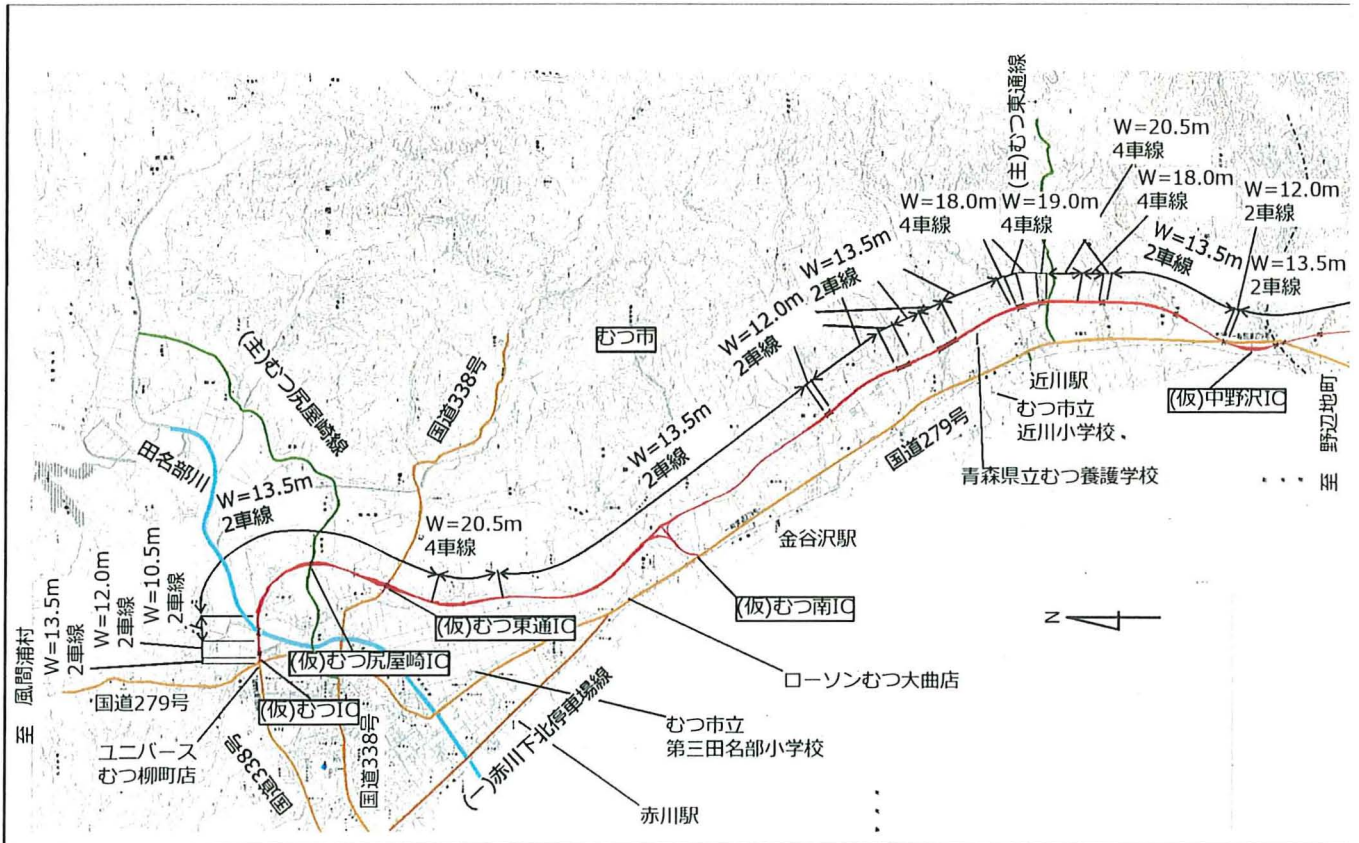 (主)むつ東通線
W=20.5m
4車線
W=18.0m
4車線
W=12.0m
2車線
W=18.0m
4車線
W=19.0m
4車線
W=13.5m
2車線
W=13.5m
2車線
W=13.5m
2車線
W=12.0m
2車線
むつ市
(主)むつ尻屋崎線
国道338号
近川駅
むつ市立
近川小学校
(仮)中野沢IC
至 野辺地町
国道279号
青森県立むつ養護学校
W=13.5m
2車線
田名部川
W=13.5m
2車線
W=20.5m
4車線
金谷沢駅
W=10.5m
2車線
W=12.0m
2車線
W=13.5m
2車線
至 風間浦村
(仮)むつ南IC
(仮)むつ東通IC
N
(仮)むつ尻屋崎IC
ローソンむつ大曲店
国道279号
(仮)むつIC
(一)赤川下北停車場線
むつ市立
第三田名部小学校
ユニバース
むつ柳町店
国道338号
国道338号
赤川駅